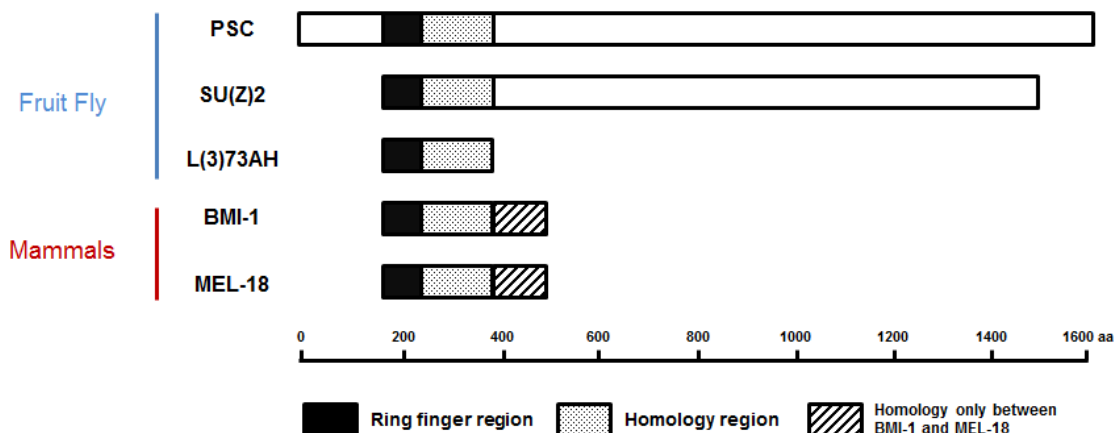 PSC
SU(Z)2
Fruit Fly
L(3)73AH
BMI-1
Mammals
MEL-18
0 200 400 600 800 1000 1200 1400 1600 aa
Ring finger region
Homology region
Homology only between
BMI-1 and MEL-18